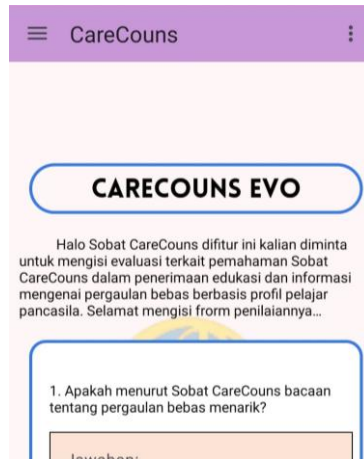 CareCouns
CARECOUNS EVO
Halo Sobat CareCouns difitur ini kalian diminta
untuk mengisi evaluasi terkait pemahaman Sobat
CareCouns dalam penerimaan edukasi dan informasi
mengenai pergaulan bebas berbasis profil pelajar
pancasila. Selamat mengisi frorm penilaiannya...
1. Apakah menurut Sobat CareCouns bacaan
tentang pergaulan bebas menarik?